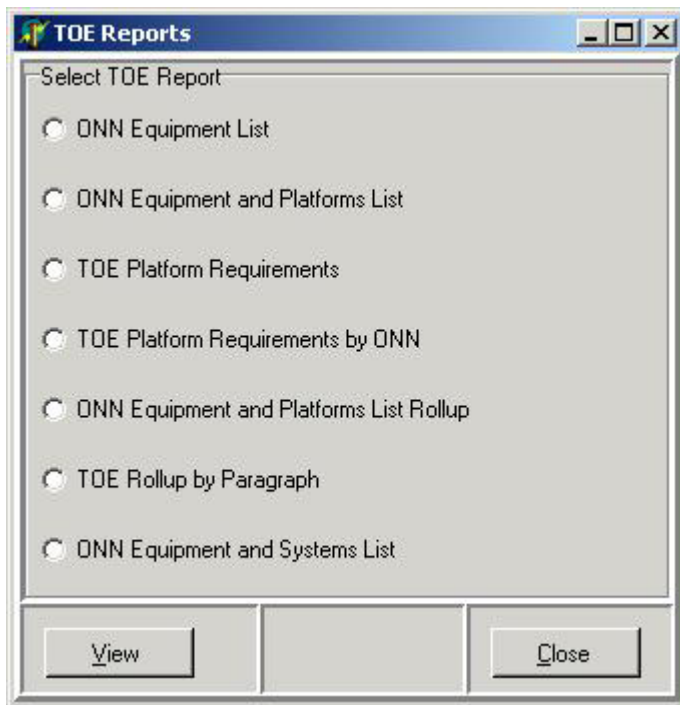 TOE Reports
Select TOE Report
ONN Equipment List
ONN Equipment and Platforms List
TOE Platform Requirements
TOE Platform Requirements by ONN
ONN Equipment and Platforms List Rollup
TOE Rollup by Paragraph
ONN Equipment and Systems List
View
Close